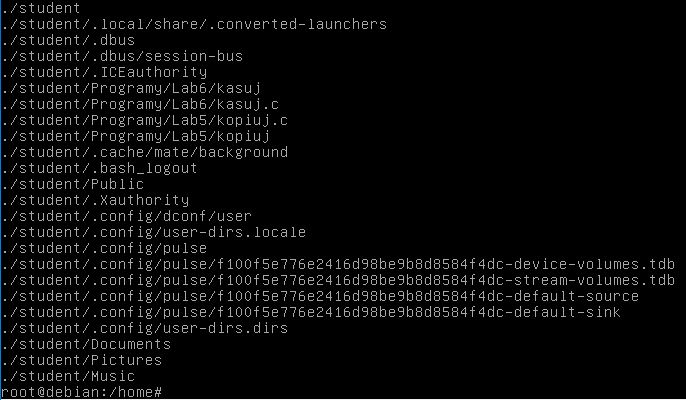 ./student
./student/.local/share/.converted-launchers
./student/.dbus
./student/.dbus/session-bus
./student/.ICEauthority
./student/Programy/Lab6/kasuj
./student/Programy/Lab6/kasuj.c
./student/Programy/Lab5/kopiuj.c
./student/Programy/Lab5/kopiuj
./student/.cache/mate/background
./student/.bash_logout
./student/Public
./student/.Xauthority
./student/.config/dconf/user
./student/.config/user-dirs.locale
./student/.config/pulse
./student/.config/pulse/f100f5e776e2416d98be9b8d8584f4dc-device-volumes.tdb
./student/.config/pulse/f100f5e776e2416d98be9b8d8584f4dc-stream-volumes.tdb
./student/.config/pulse/f100f5e776e2416d98be9b8d8584f4dc-default-source
./student/.config/pulse/f100f5e776e2416d98be9b8d8584f4dc-default-sink
./student/.config/user-dirs.dirs
./student/Documents
./student/Pictures
./student/Music
root@debian:/home#